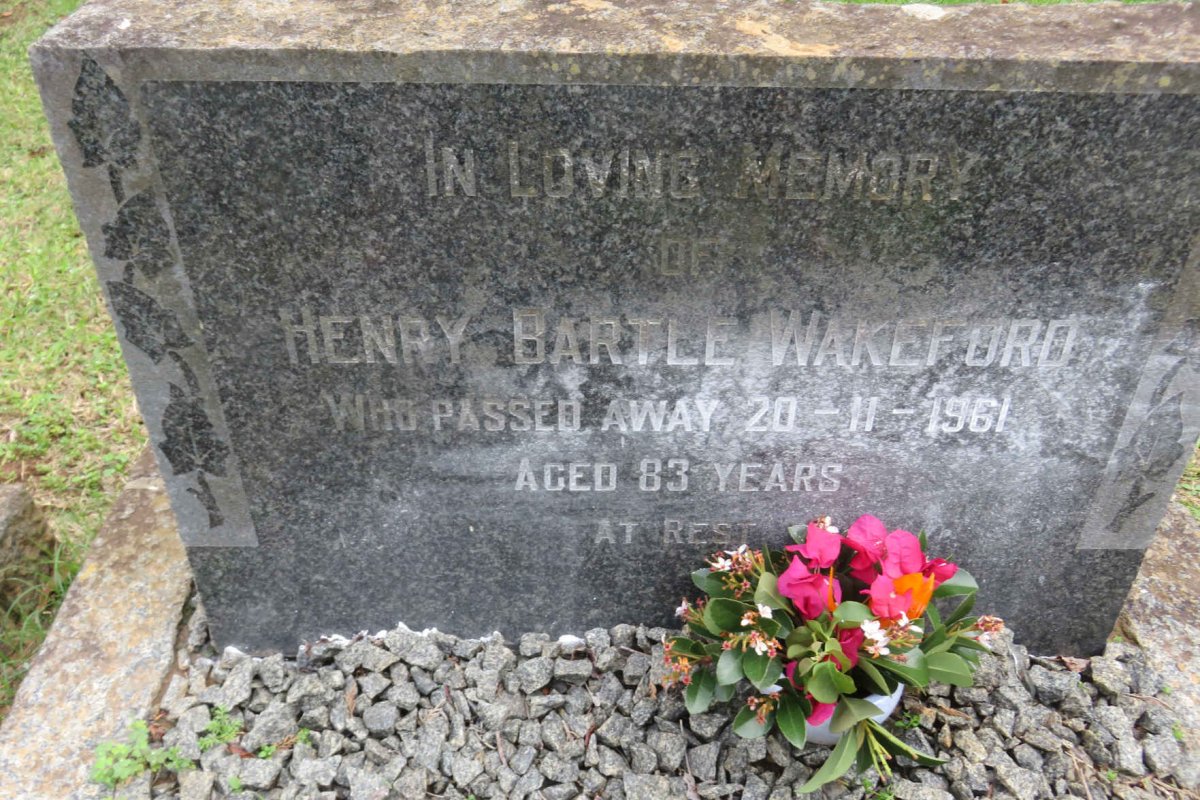 IN LOVING MEMORY
OF
HENRY BARTLE WAKEFORD
WHO PASSED AWAY 20-11-1961
AGED 83 YEARS
AT REST